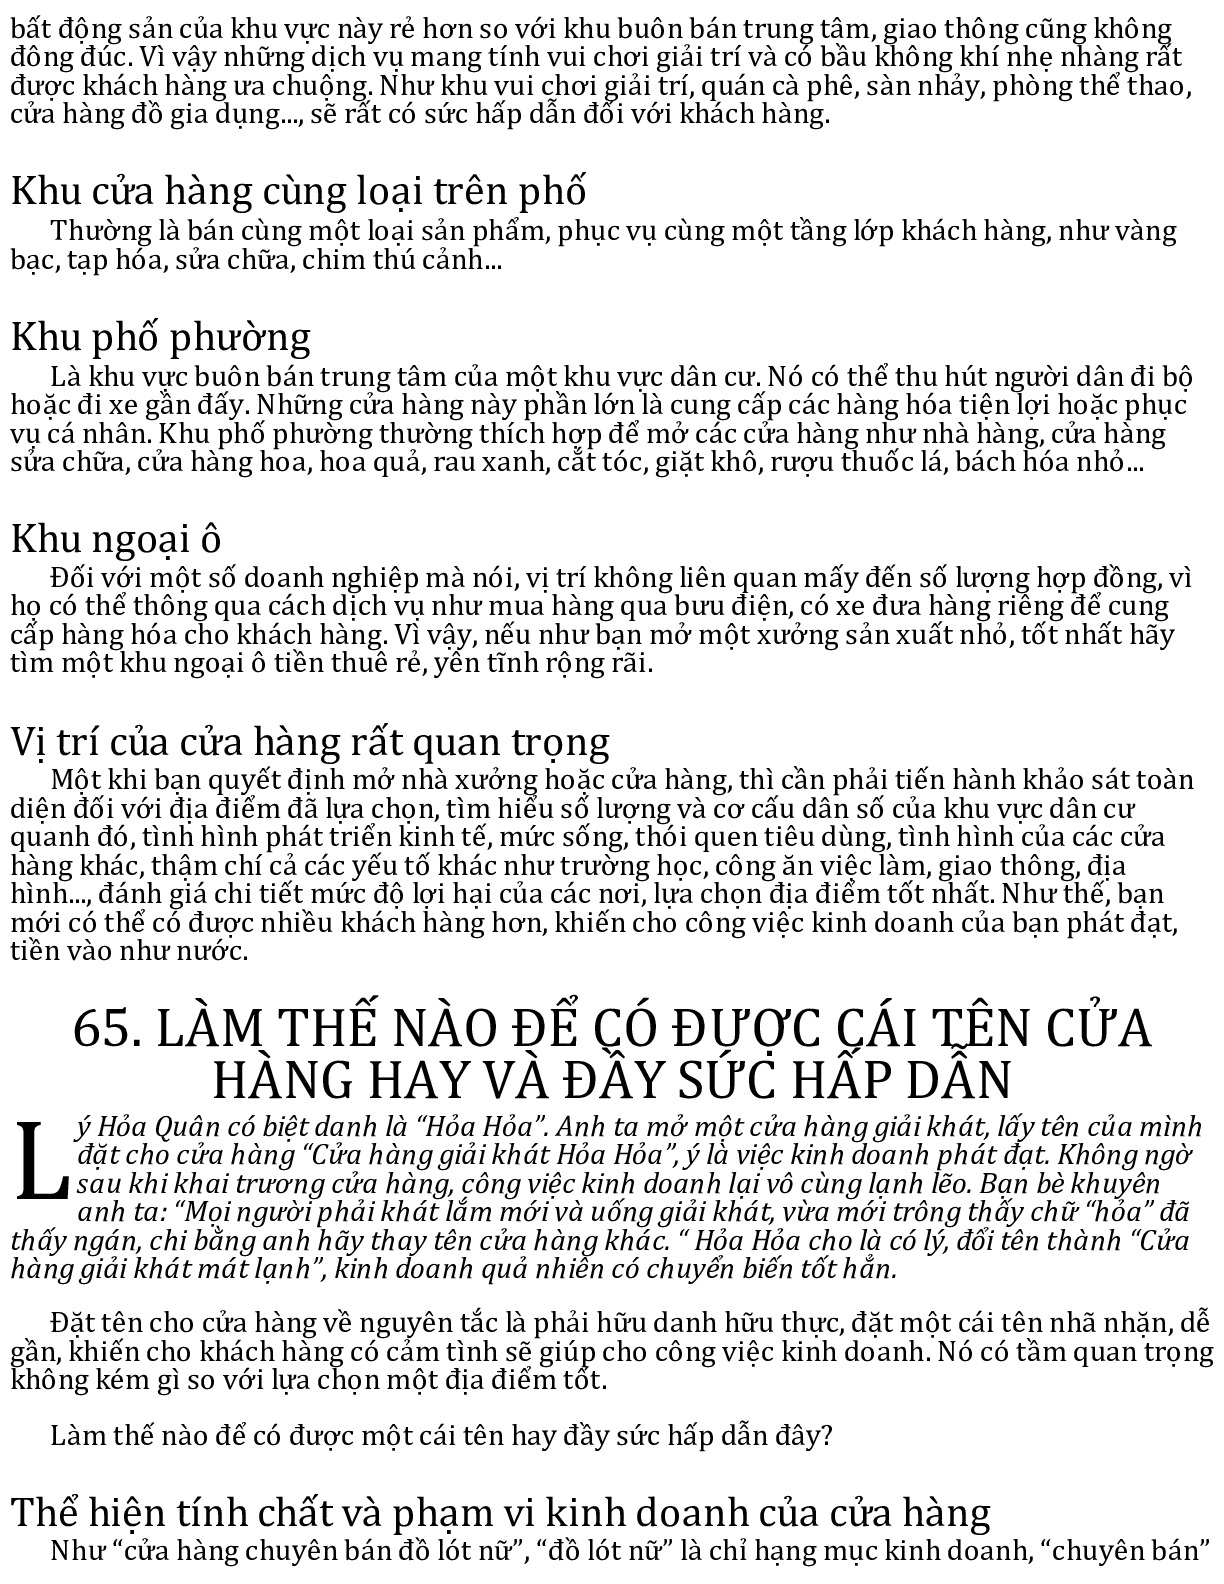 bất động sản của khu vực này rẻ hơn so với khu buôn bán trung tâm, giao thông cũng không
đông đúc. Vì vậy những dịch vụ mang tính vui chơi giải trí và có bầu không khí nhẹ nhàng rất
được khách hàng ưa chuộng. Như khu vui chơi giải trí, quán cà phê, sàn nhảy, phòng thể thao,
cửa hàng đồ gia dụng..., sẽ rất có sức hấp dẫn đối với khách hàng.
Khu cửa hàng cùng loại trên phố
Thường là bán cùng một loại sản phẩm, phục vụ cùng một tầng lớp khách hàng, như vàng
bạc, tạp hóa, sửa chữa, chim thú cảnh...
Khu phố phường
Là khu vực buôn bán trung tâm của một khu vực dân cư. Nó có thể thu hút người dân đi bộ
hoặc đi xe gần đấy. Những cửa hàng này phần lớn là cung cấp các hàng hóa tiện lợi hoặc phục
vụ cá nhân. Khu phố phường thường thích hợp để mở các cửa hàng như nhà hàng, cửa hàng
sửa chữa, cửa hàng hoa, hoa quả, rau xanh, cắt tóc, giặt khô, rượu thuốc lá, bách hóa nhỏ...
Khu ngoại ô
Đối với một số doanh nghiệp mà nói, vị trí không liên quan mấy đến số lượng hợp đồng, vì
họ có thể thông qua cách dịch vụ như mua hàng qua bưu điện, có xe đưa hàng riêng để cung
cấp hàng hóa cho khách hàng. Vì vậy, nếu như bạn mở một xưởng sản xuất nhỏ, tốt nhất hãy
tìm một khu ngoại ô tiền thuê rẻ, yên tĩnh rộng rãi.
Vị trí của cửa hàng rất quan trọng
Một khi bạn quyết định mở nhà xưởng hoặc cửa hàng, thì cần phải tiến hành khảo sát toàn
diện đối với địa điểm đã lựa chọn, tìm hiểu số lượng và cơ cấu dân số của khu vực dân cư
quanh đó, tình hình phát triển kinh tế, mức sống, thói quen tiêu dùng, tình hình của các cửa
hàng khác, thậm chí cả các yếu tố khác như trường học, công ăn việc làm, giao thông, địa
hình..., đánh giá chi tiết mức độ lợi hại của các nơi, lựa chọn địa điểm tốt nhất. Như thế, bạn
mới có thể có được nhiều khách hàng hơn, khiến cho công việc kinh doanh của bạn phát đạt,
tiền vào như nước.
65. LÀM THẾ NÀO ĐỂ CÓ ĐƯỢC CÁI TÊN CỬA
HÀNG HAY VÀ ĐẦY SỨC HẤP DẪN
Lý Hỏa Quân có biệt danh là “Hỏa Hỏa”. Anh ta mở một cửa hàng giải khát, lấy tên của mình
đặt cho cửa hàng “Cửa hàng giải khát Hỏa Hỏa”, ý là việc kinh doanh phát đạt. Không ngờ
sau khi khai trương cửa hàng, công việc kinh doanh lại vô cùng lạnh lẽo. Bạn bè khuyên
anh ta: “Mọi người phải khát lắm mới và uống giải khát, vừa mới trông thấy chữ “hỏa” đã
thấy ngán, chi bằng anh hãy thay tên cửa hàng khác. “ Hỏa Hỏa cho là có lý, đổi tên thành “Cửa
hàng giải khát mát lạnh”, kinh doanh quả nhiên có chuyển biến tốt hẳn.
Đặt tên cho cửa hàng về nguyên tắc là phải hữu danh hữu thực, đặt một cái tên nhã nhặn, dễ
gần, khiến cho khách hàng có cảm tình sẽ giúp cho công việc kinh doanh. Nó có tầm quan trọng
không kém gì so với lựa chọn một địa điểm tốt.
Làm thế nào để có được một cái tên hay đầy sức hấp dẫn đây?
Thể hiện tính chất và phạm vi kinh doanh của cửa hàng
Như “cửa hàng chuyên bán đồ lót nữ”, “đồ lót nữ” là chỉ hạng mục kinh doanh, “chuyên bán”